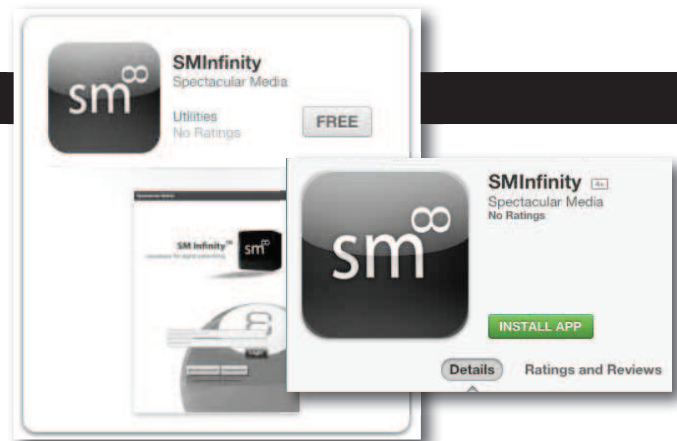 sm∞
SMInfinity
Spectacular Media
Utilities
No Ratings
FREE
SM Infinity™
sm∞
sm∞
SMInfinity 4+
Spectacular Media
No Ratings
INSTALL APP
Details Ratings and Reviews